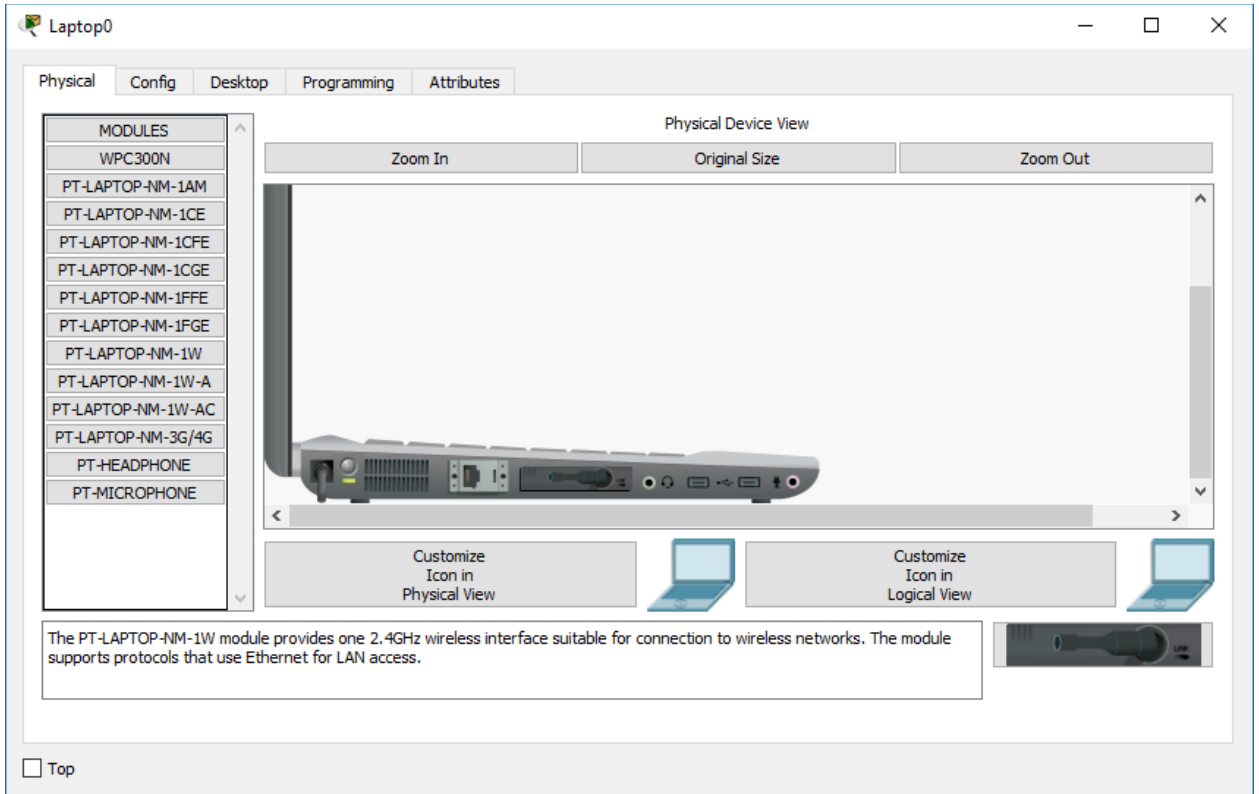 Laptop0
Physical Config Desktop Programming Attributes
MODULES
WPC300N
PT-LAPTOP-NM-1AM
PT-LAPTOP-NM-1CE
PT-LAPTOP-NM-1CFE
PT-LAPTOP-NM-1CGE
PT-LAPTOP-NM-1FFE
PT-LAPTOP-NM-1FGE
PT-LAPTOP-NM-1W
PT-LAPTOP-NM-1W-A
PT-LAPTOP-NM-1W-AC
PT-LAPTOP-NM-3G/4G
PT-HEADPHONE
PT-MICROPHONE
Physical Device View
Zoom In Original Size Zoom Out
Customize
Icon in
Physical View
Customize
Icon in
Logical View
The PT-LAPTOP-NM-1W module provides one 2.4GHz wireless interface suitable for connection to wireless networks. The module
supports protocols that use Ethernet for LAN access.
LINK
Top